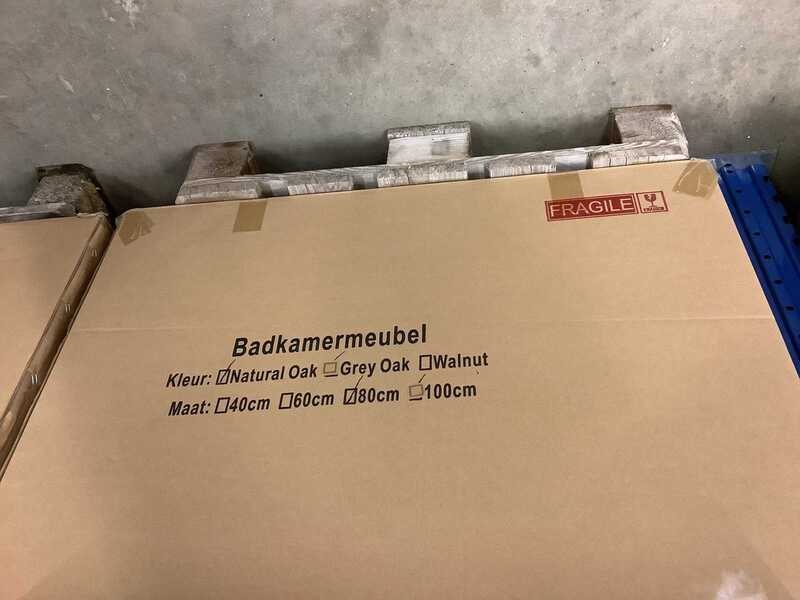 FRAGILE
Badkamermeubel
Kleur: ☑Natural Oak ☐Grey Oak ☐Walnut
Maat: ☐40cm ☐60cm ☑80cm ☐100cm